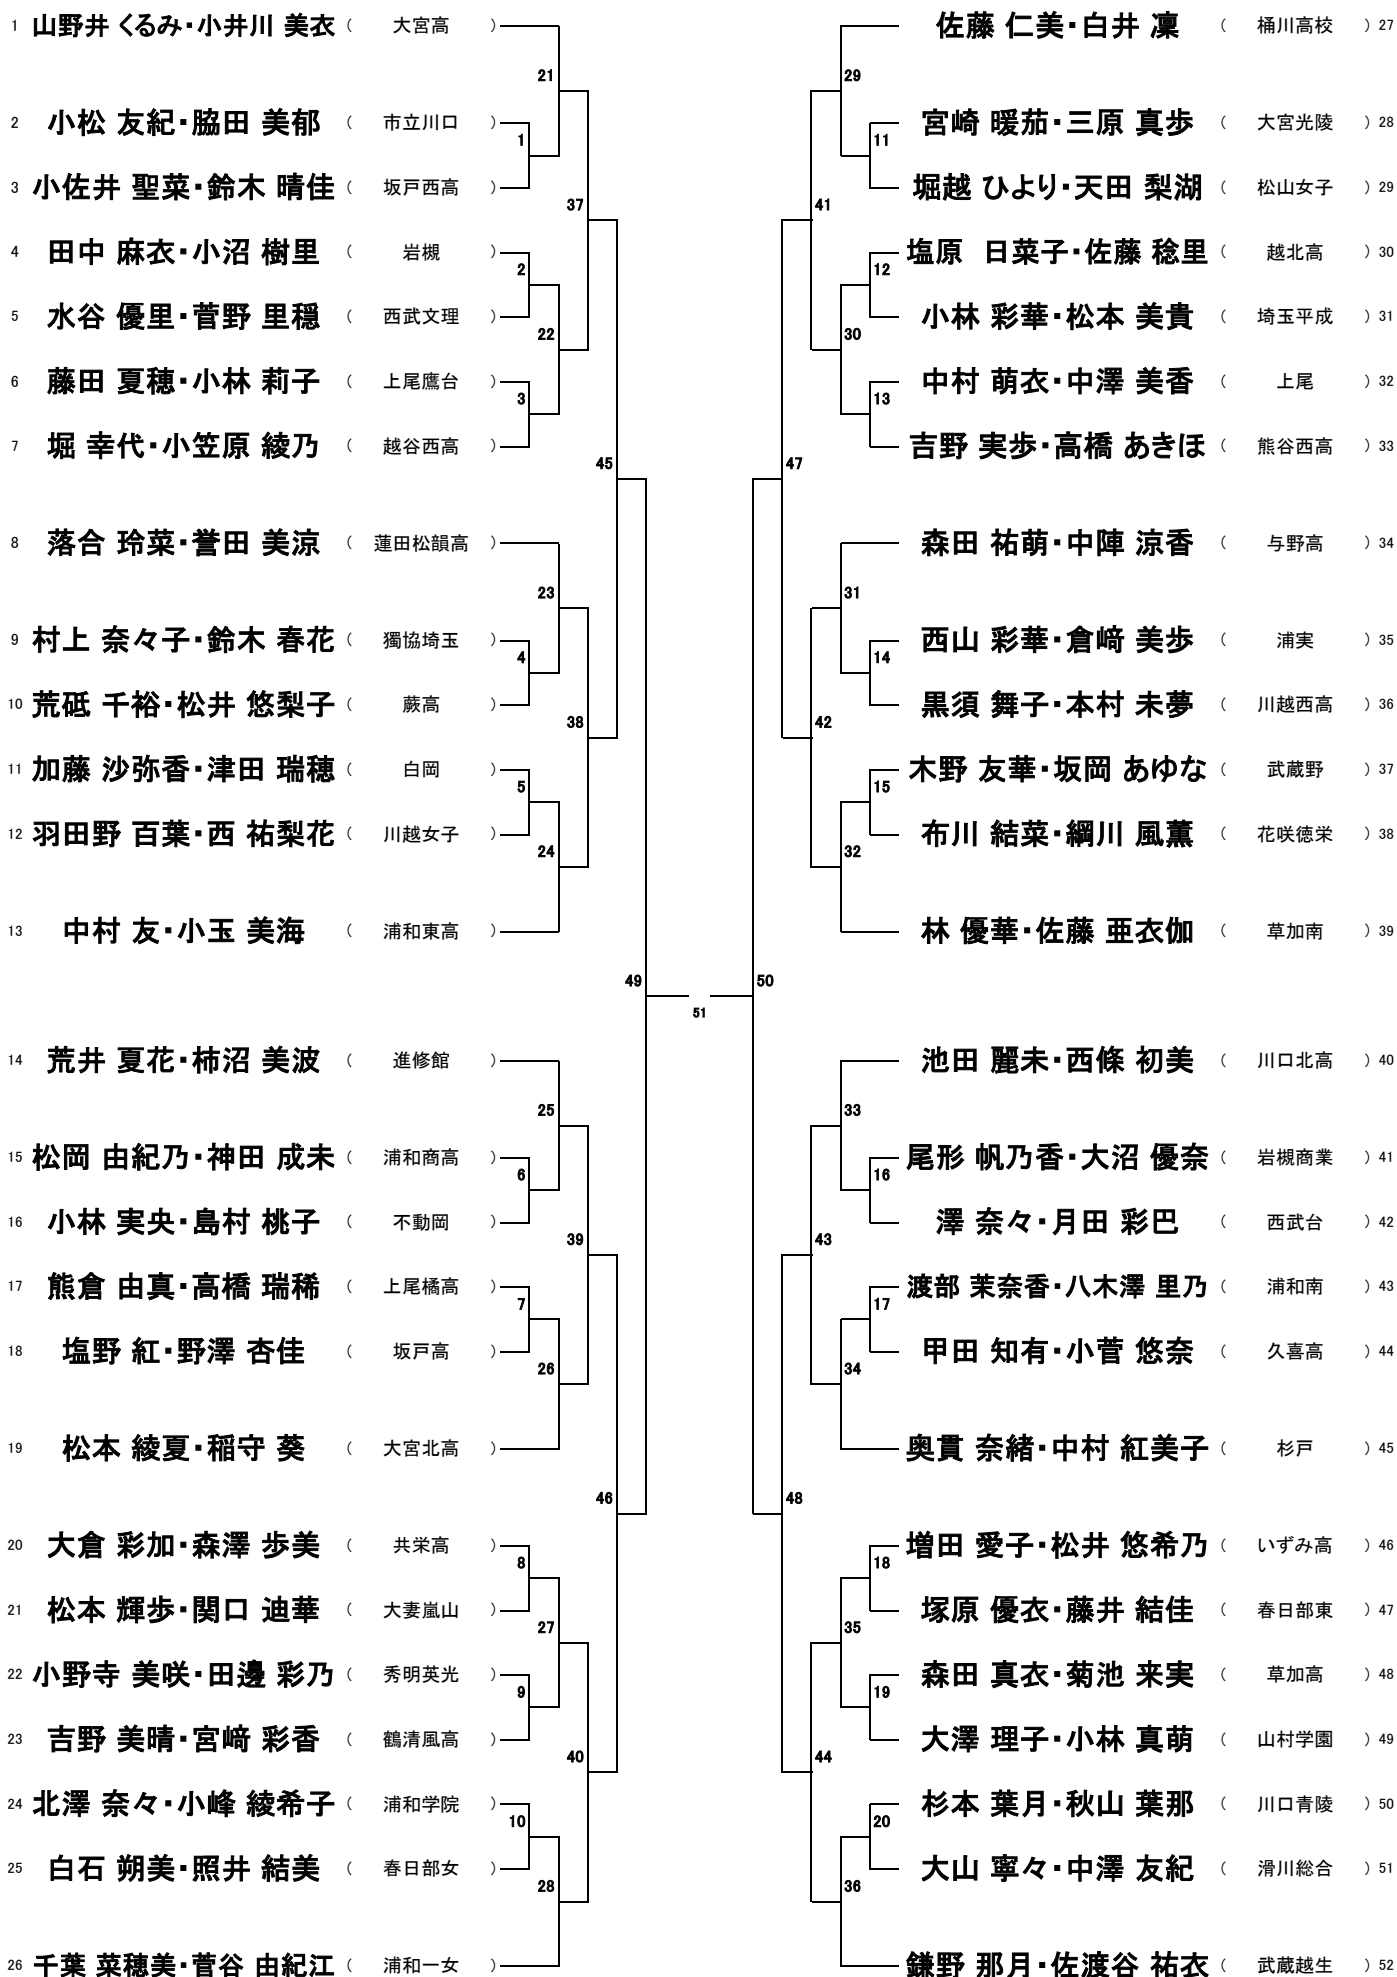 1 山野井 くるみ・小井川 美衣 ( 大宮高 )
21
2 小松 友紀・脇田 美郁 ( 市立川口 )
1
3 小佐井 聖菜・鈴木 晴佳 ( 坂戸西高 )
37
4 田中 麻衣・小沼 樹里 ( 岩槻 )
2
5 水谷 優里・菅野 里穏 ( 西武文理 )
22
6 藤田 夏穂・小林 莉子 ( 上尾鷹台 )
3
7 堀 幸代・小笠原 綾乃 ( 越谷西高 )
45
8 落合 玲菜・誉田 美涼 ( 蓮田松韻高 )
23
9 村上 奈々子・鈴木 春花 ( 獨協埼玉 )
4
10 荒砥 千裕・松井 悠梨子 ( 蕨高 )
38
11 加藤 沙弥香・津田 瑞穂 ( 白岡 )
5
12 羽田野 百葉・西 祐梨花 ( 川越女子 )
24
13 中村 友・小玉 美海 ( 浦和東高 )
49
14 荒井 夏花・柿沼 美波 ( 進修館 )
25
15 松岡 由紀乃・神田 成未 ( 浦和商高 )
6
16 小林 実央・島村 桃子 ( 不動岡 )
39
17 熊倉 由真・高橋 瑞稀 ( 上尾橘高 )
7
18 塩野 紅・野澤 杏佳 ( 坂戸高 )
26
19 松本 綾夏・稲守 葵 ( 大宮北高 )
46
20 大倉 彩加・森澤 歩美 ( 共栄高 )
8
21 松本 輝歩・関口 迪華 ( 大妻嵐山 )
27
22 小野寺 美咲・田邊 彩乃 ( 秀明英光 )
9
23 吉野 美晴・宮﨑 彩香 ( 鶴清風高 )
40
24 北澤 奈々・小峰 綾希子 ( 浦和学院 )
10
25 白石 朔美・照井 結美 ( 春日部女 )
28
26 千葉 菜穂美・菅谷 由紀江 ( 浦和一女 )
51
佐藤 仁美・白井 凜 ( 桶川高校 ) 27
29
宮崎 暖茄・三原 真歩 ( 大宮光陵 ) 28
11
堀越 ひより・天田 梨湖 ( 松山女子 ) 29
41
塩原 日菜子・佐藤 稔里 ( 越北高 ) 30
12
小林 彩華・松本 美貴 ( 埼玉平成 ) 31
30
中村 萌衣・中澤 美香 ( 上尾 ) 32
13
吉野 実歩・高橋 あきほ ( 熊谷西高 ) 33
47
森田 祐萌・中陣 涼香 ( 与野高 ) 34
31
西山 彩華・倉﨑 美歩 ( 浦実 ) 35
14
黒須 舞子・本村 未夢 ( 川越西高 ) 36
42
木野 友華・坂岡 あゆな ( 武蔵野 ) 37
15
布川 結菜・綱川 風薫 ( 花咲徳栄 ) 38
32
林 優華・佐藤 亜衣伽 ( 草加南 ) 39
50
池田 麗未・西條 初美 ( 川口北高 ) 40
33
尾形 帆乃香・大沼 優奈 ( 岩槻商業 ) 41
16
澤 奈々・月田 彩巴 ( 西武台 ) 42
43
渡部 茉奈香・八木澤 里乃 ( 浦和南 ) 43
17
甲田 知有・小菅 悠奈 ( 久喜高 ) 44
34
奥貫 奈緒・中村 紅美子 ( 杉戸 ) 45
48
増田 愛子・松井 悠希乃 ( いずみ高 ) 46
18
塚原 優衣・藤井 結佳 ( 春日部東 ) 47
35
森田 真衣・菊池 来実 ( 草加高 ) 48
19
大澤 理子・小林 真萌 ( 山村学園 ) 49
44
杉本 葉月・秋山 葉那 ( 川口青陵 ) 50
20
大山 寧々・中澤 友紀 ( 滑川総合 ) 51
36
鎌野 那月・佐渡谷 祐衣 ( 武蔵越生 ) 52